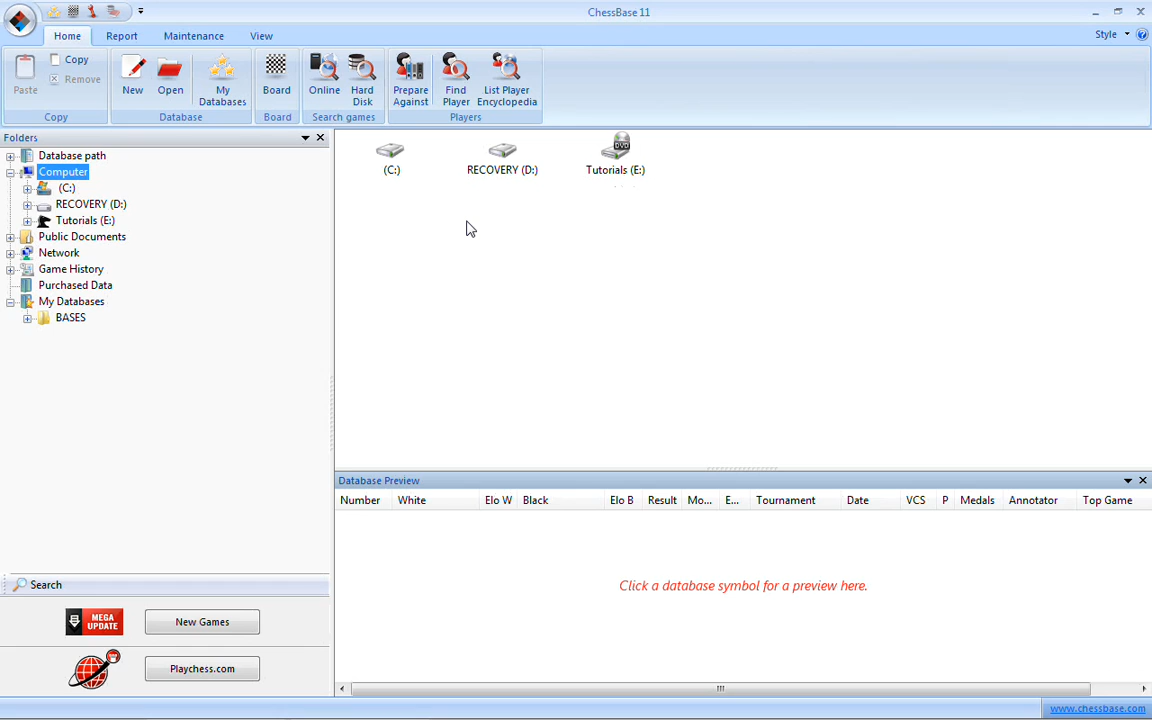 ChessBase 11
Home Report Maintenance View Style
Paste Copy Remove
New Open My Databases
Board
Online Hard Disk
Prepare Against Find Player List Player Encyclopedia
Copy Database Board Search games Players
Folders
Database path
Computer
(C:)
RECOVERY (D:)
Tutorials (E:)
Public Documents
Network
Game History
Purchased Data
My Databases
BASES
Search
MEGA UPDATE
New Games
Playchess.com
(C:) RECOVERY (D:) DVD Tutorials (E:)
Database Preview
Number White Elo W Black Elo B Result Mo... E... Tournament Date VCS P Medals Annotator Top Game
Click a database symbol for a preview here.
www.chessbase.com